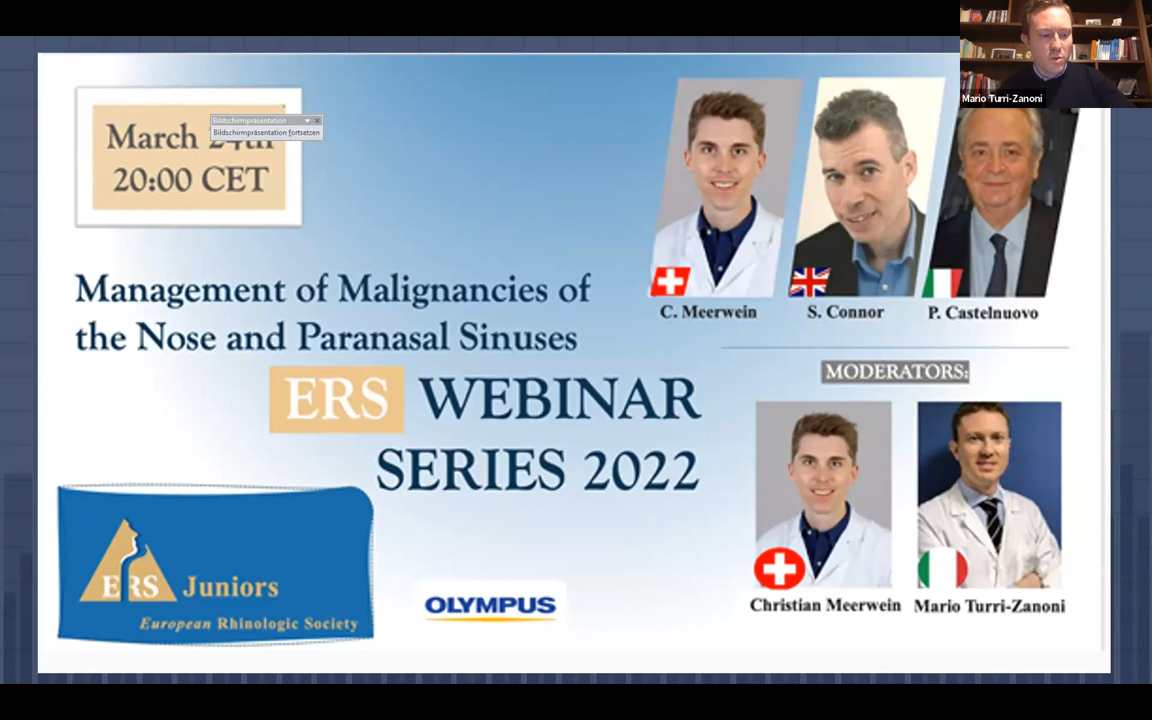 Mario Turri-Zanoni
Bildschirmpräsentation
Bildschirmpräsentation fortsetzen
March 24th
20:00 CET
C. Meerwein
S. Connor
P. Castelnuovo
Management of Malignancies of
the Nose and Paranasal Sinuses
ERS WEBINAR
SERIES 2022
MODERATORS:
Christian Meerwein
Mario Turri-Zanoni
ERS Juniors
European Rhinologic Society
OLYMPUS